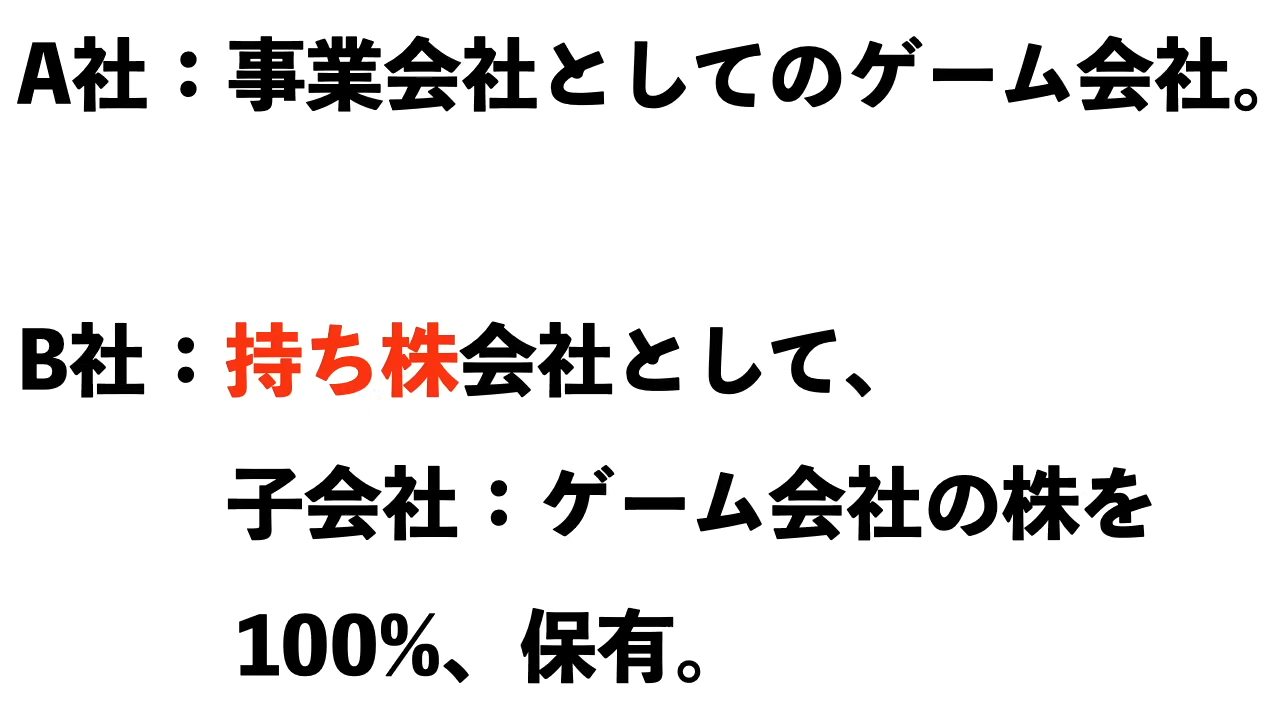 A社：事業会社としてのゲーム会社。
B社：持ち株会社として、
子会社：ゲーム会社の株を
100%、保有。